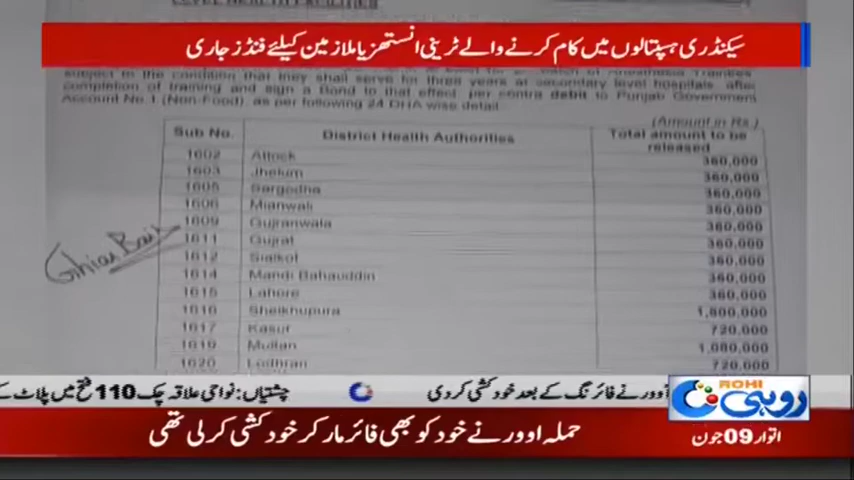 سیکنڈری ہسپتالوں میں کام کرنے والے ٹرینی انستھزیا ملازمین کیلئے فنڈز جاری
subject to the condition that they shall serve for three years at secondary level hospitals after
completion of training and sign a Bond to that effect per contra debit to Punjab Government
Account No.1 (Non-Food) as per following 24 DHA wise detail
(Amount in Rs.)
Sub No. District Health Authorities Total amount to be released
1602 Attock 360,000
1603 Jhelum 360,000
1605 Sargodha 360,000
1606 Mianwali 360,000
1609 Gujranwala 360,000
1611 Gujrat 360,000
1612 Sialkot 360,000
1614 Mandi Bahauddin 360,000
1615 Lahore 360,000
1616 Sheikhupura 1,800,000
1617 Kasur 720,000
1619 Multan 1,080,000
1620 Lodhran 720,000
آوور نے فائرنگ کے بعد خودکشی کردی
چشتیاں: نواحی علاقہ چک 110 فتح میں پلاٹ کے
ROHI
روہی
حملہ اوور نے خود کو بھی فائر مار کر خود کشی کر لی تھی
اتوار 09 جون